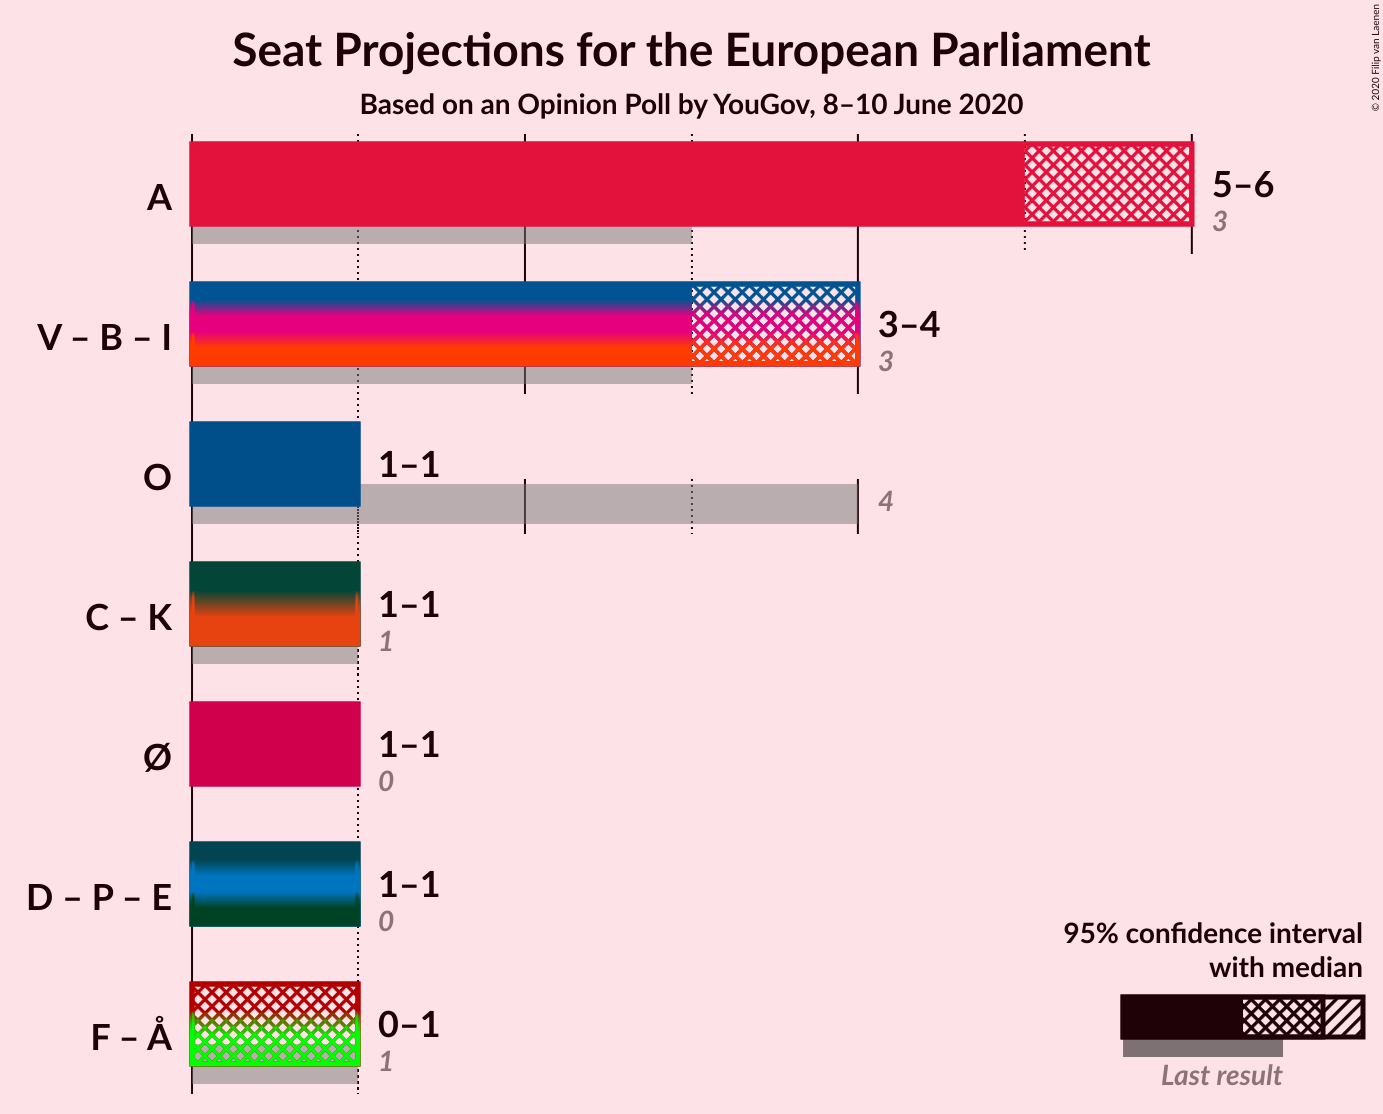 Seat Projections for the European Parliament
Based on an Opinion Poll by YouGov, 8–10 June 2020
© 2020 Filip van Laenen
A
5–6
3
V – B – I
3–4
3
O
1–1
4
C – K
1–1
1
Ø
1–1
0
D – P – E
1–1
0
F – Å
0–1
1
95% confidence interval
with median
Last result